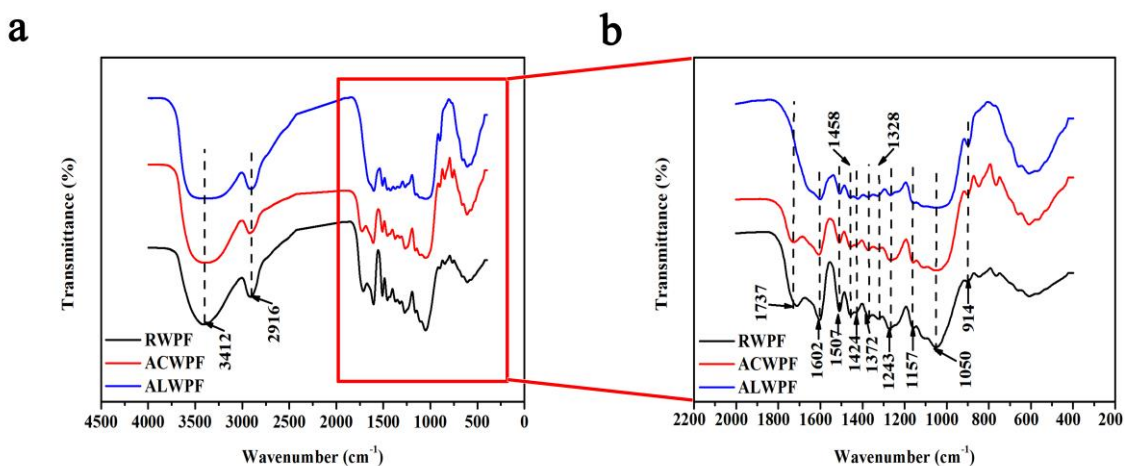 a
Transmittance (%)
3412
2916
RWPF
ACWPF
ALWPF
4500 4000 3500 3000 2500 2000 1500 1000 500 0
Wavenumber (cm⁻¹)
b
Transmittance (%)
1458
1328
1737
1602
1507
1424
1372
1243
1157
1050
914
RWPF
ACWPF
ALWPF
2200 2000 1800 1600 1400 1200 1000 800 600 400 200
Wavenumber (cm⁻¹)